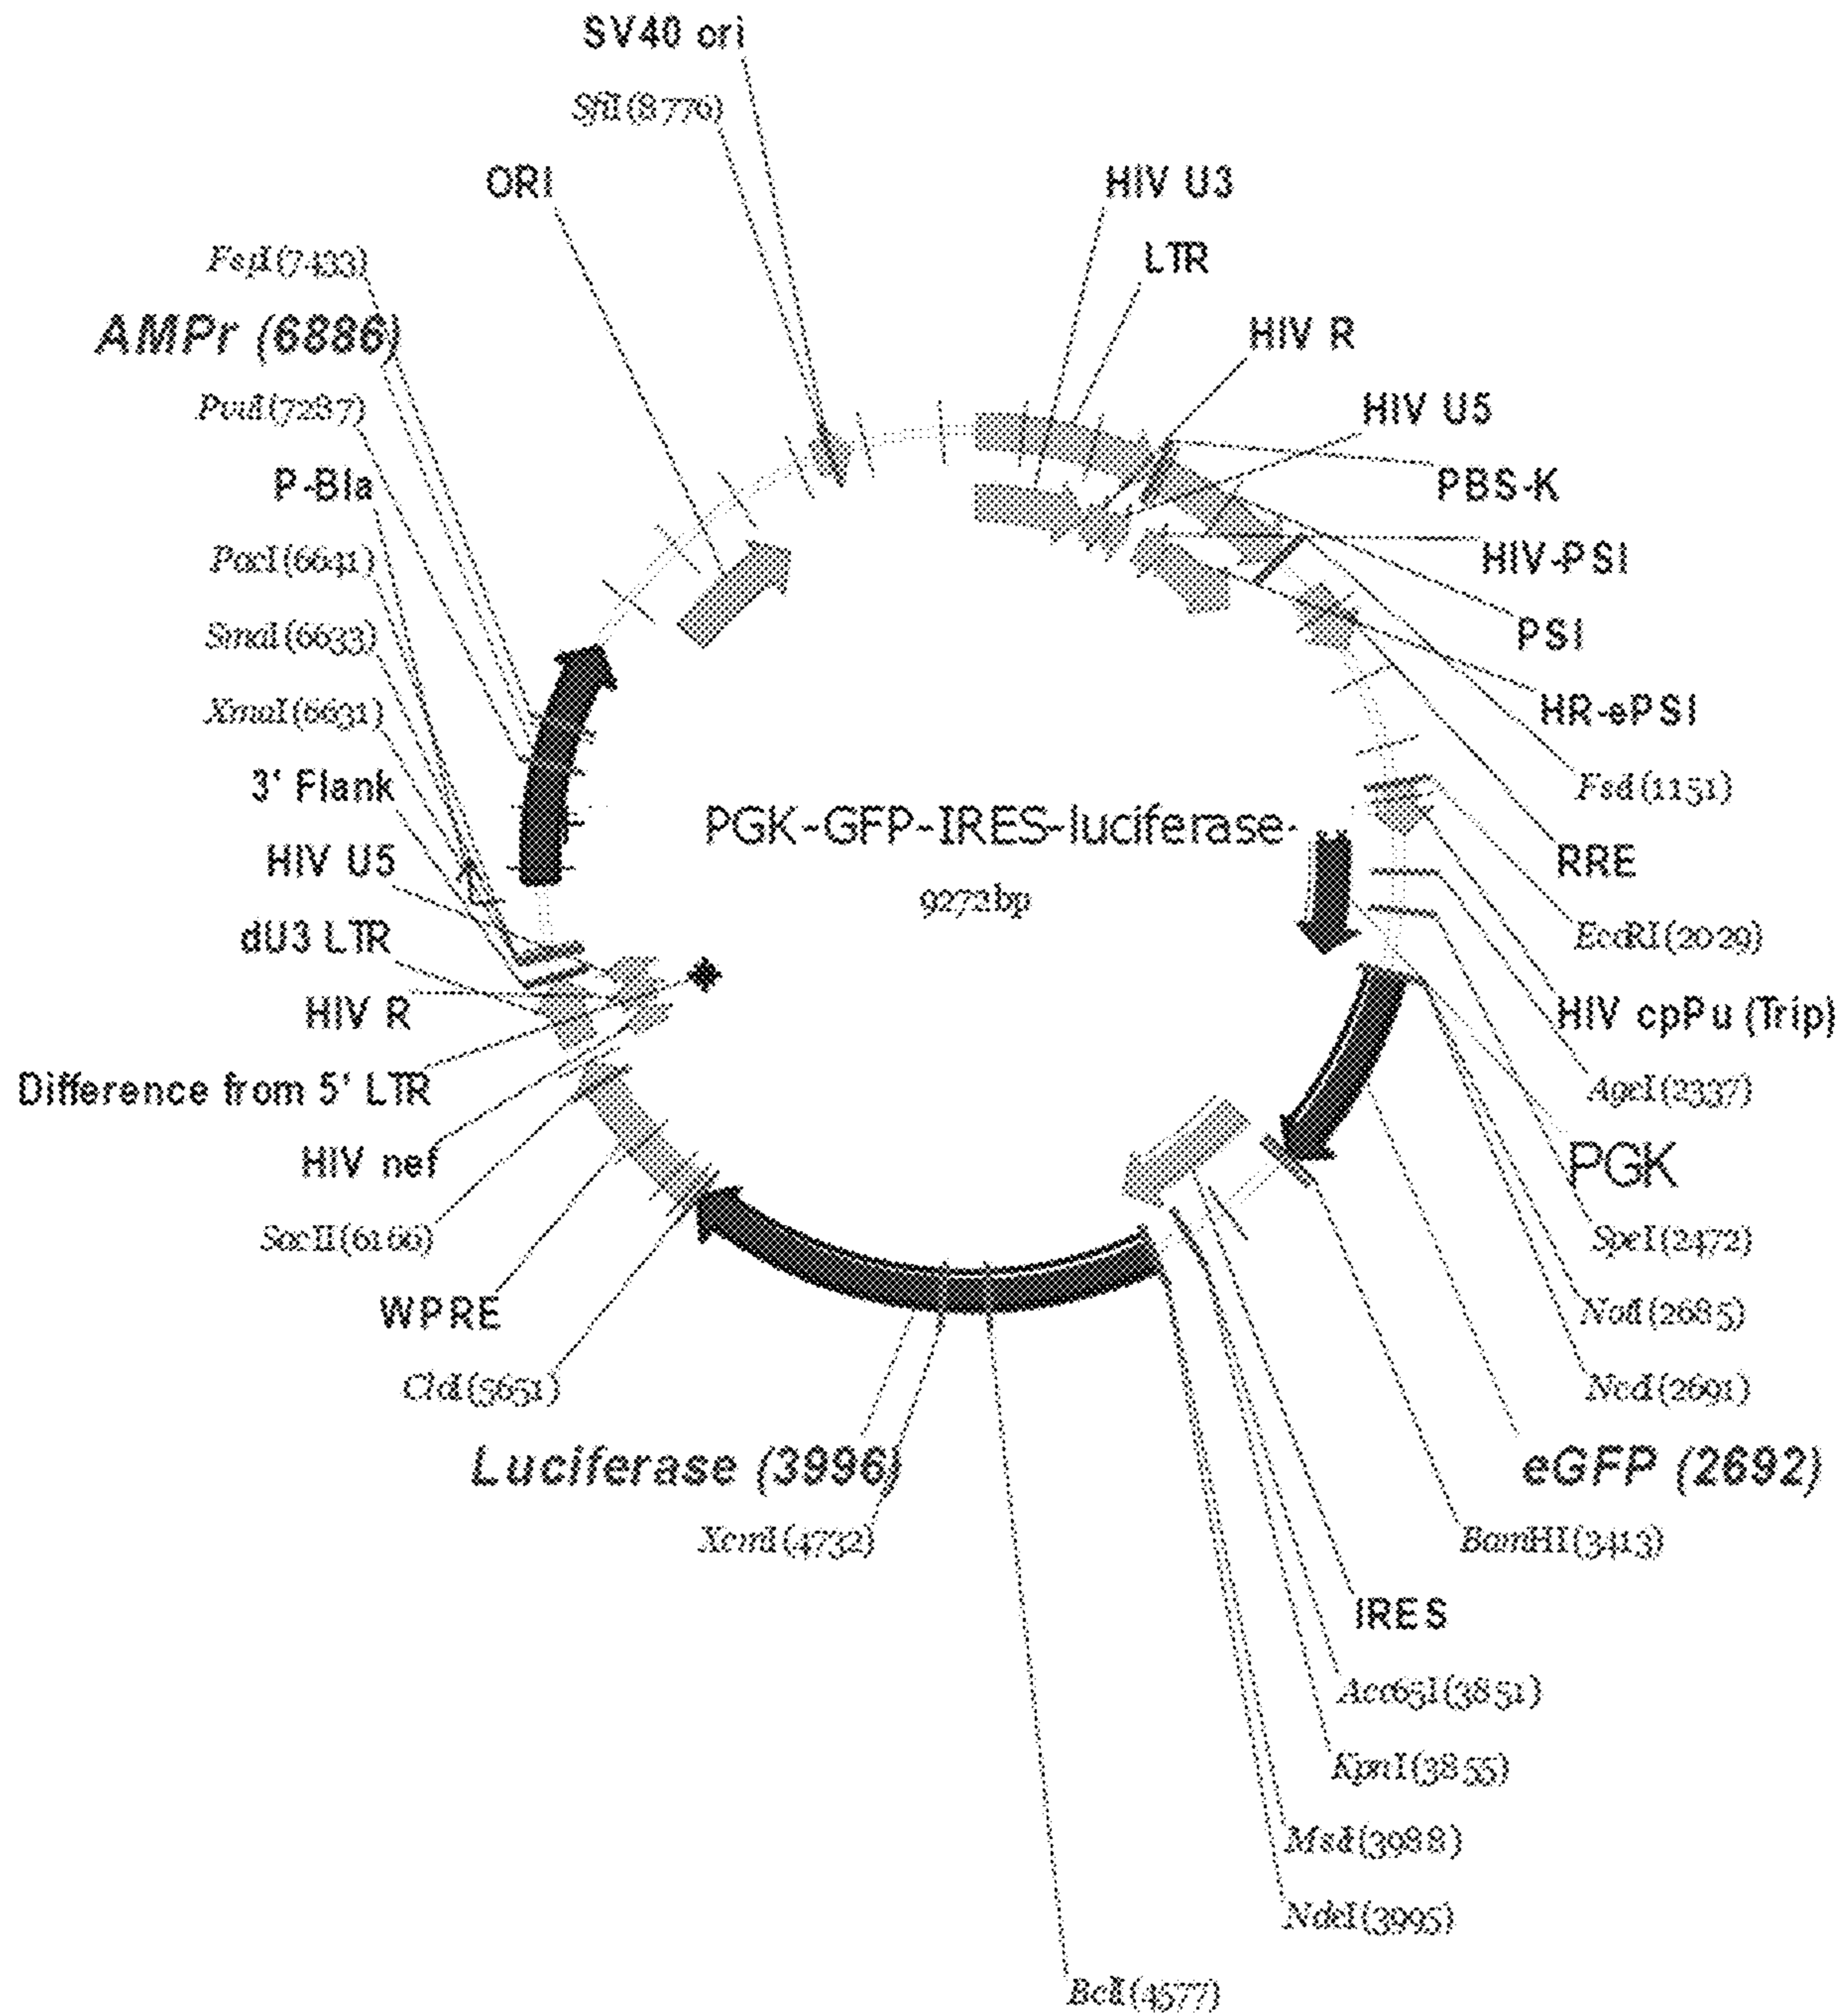 SV40 ori
SfiI (8776)
ORI
HIV U3
LTR
FspI (7433)
HIV R
AMPr (6886)
PvuI (7287)
HIV U5
P-Bla
PBS-K
PacI (6641)
HIV-PSI
SmaI (6633)
PSI
XmaI (6631)
HR-ePSI
3' Flank
FseI (1151)
PGK-GFP-IRES-luciferase-
HIV U5
RRE
9272 bp
dU3 LTR
EcoRI (2029)
HIV R
HIV cpPu (Trip)
Difference from 5' LTR
AgeI (2337)
HIV nef
PGK
SacII (6166)
SpeI (2472)
WPRE
NotI (2685)
ClaI (5651)
NcoI (2691)
Luciferase (3996)
eGFP (2692)
XcmI (4732)
BamHI (3413)
IRES
Acc65I (3851)
KpnI (3855)
MscI (3988)
NdeI (3995)
BclI (4577)